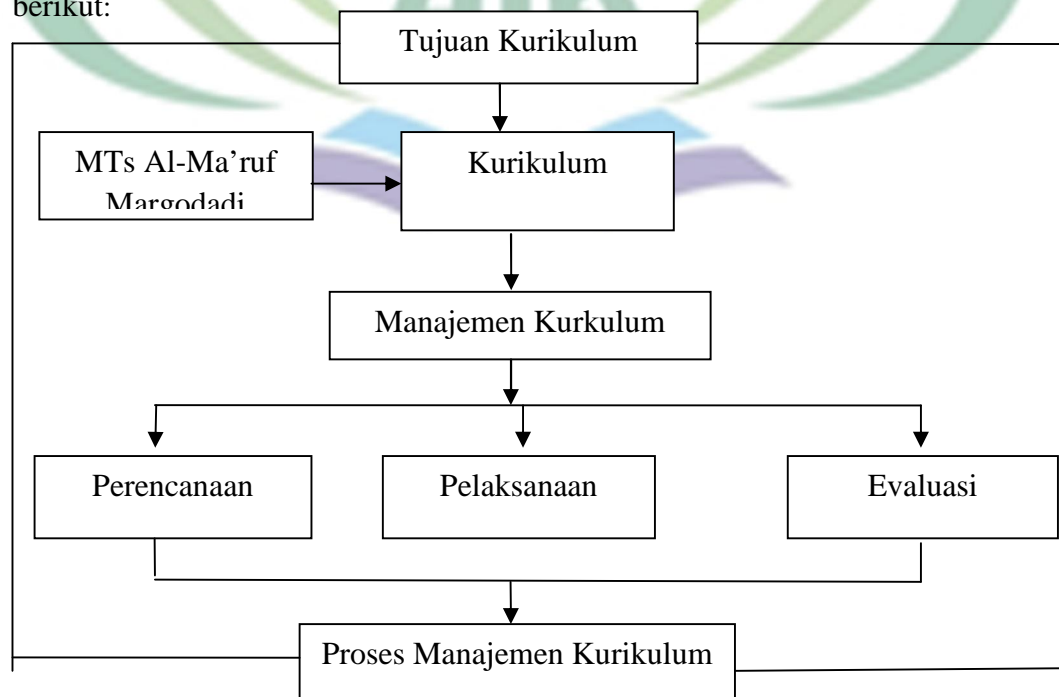 berikut:
Tujuan Kurikulum
MTs Al-Ma'ruf
Margodadi
Kurikulum
Manajemen Kurkulum
Perencanaan
Pelaksanaan
Evaluasi
Proses Manajemen Kurikulum